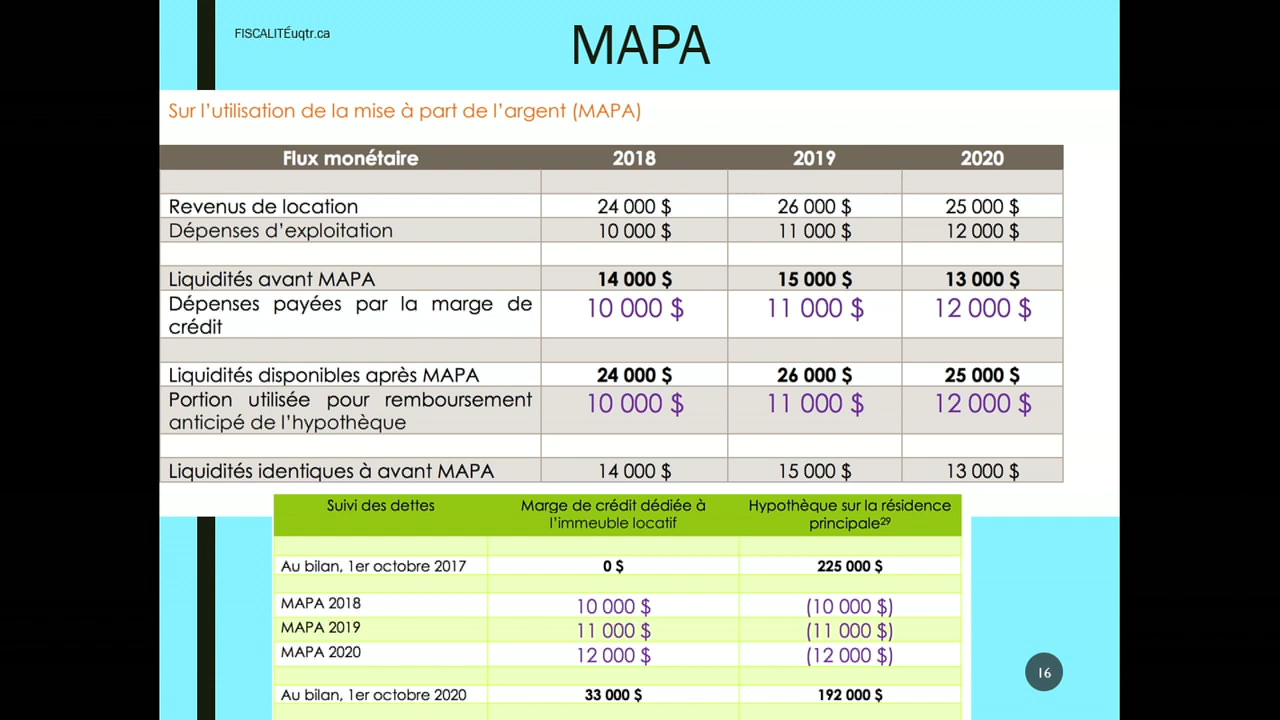 FISCALITÉuqtr.ca
MAPA
Sur l'utilisation de la mise à part de l'argent (MAPA)
Flux monétaire 2018 2019 2020
Revenus de location 24 000 $ 26 000 $ 25 000 $
Dépenses d'exploitation 10 000 $ 11 000 $ 12 000 $
Liquidités avant MAPA 14 000 $ 15 000 $ 13 000 $
Dépenses payées par la marge de
crédit 10 000 $ 11 000 $ 12 000 $
Liquidités disponibles après MAPA 24 000 $ 26 000 $ 25 000 $
Portion utilisée pour remboursement
anticipé de l'hypothèque 10 000 $ 11 000 $ 12 000 $
Liquidités identiques à avant MAPA 14 000 $ 15 000 $ 13 000 $
Suivi des dettes Marge de crédit dédiée à Hypothèque sur la résidence
l'immeuble locatif principale²⁹
Au bilan, 1er octobre 2017 0 $ 225 000 $
MAPA 2018 10 000 $ (10 000 $)
MAPA 2019 11 000 $ (11 000 $)
MAPA 2020 12 000 $ (12 000 $)
Au bilan, 1er octobre 2020 33 000 $ 192 000 $
16